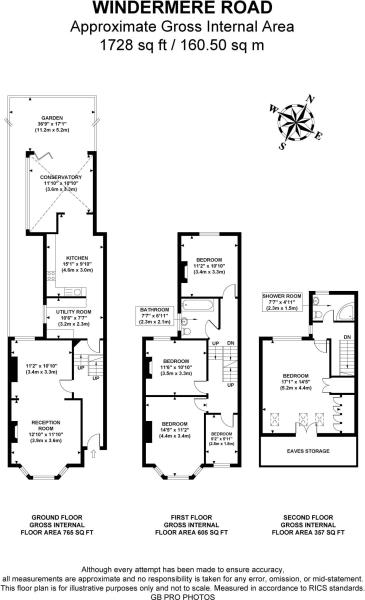 WINDERMERE ROAD
Approximate Gross Internal Area
1728 sq ft / 160.50 sq m
N
E
S
W
GARDEN
36'9" x 17'1"
(11.2m x 5.2m)
CONSERVATORY
11'10" x 10'10"
(3.6m x 3.3m)
KITCHEN
15'1" x 9'10"
(4.6m x 3.0m)
UTILITY ROOM
10'6" x 7'7"
(3.2m x 2.3m)
11'2" x 10'10"
(3.4m x 3.3m)
UP
UP
RECEPTION
ROOM
12'10" x 11'10"
(3.9m x 3.6m)
BEDROOM
11'2" x 10'10"
(3.4m x 3.3m)
BATHROOM
7'7" x 6'11"
(2.3m x 2.1m)
UP
DN
UP
BEDROOM
11'6" x 10'10"
(3.5m x 3.3m)
BEDROOM
14'5" x 11'2"
(4.4m x 3.4m)
BEDROOM
9'2" x 5'11"
(2.8m x 1.8m)
SHOWER ROOM
7'7" x 4'11"
(2.3m x 1.5m)
DN
BEDROOM
17'1" x 14'5"
(5.2m x 4.4m)
EAVES STORAGE
GROUND FLOOR
GROSS INTERNAL
FLOOR AREA 765 SQ FT
FIRST FLOOR
GROSS INTERNAL
FLOOR AREA 605 SQ FT
SECOND FLOOR
GROSS INTERNAL
FLOOR AREA 357 SQ FT
Although every attempt has been made to ensure accuracy,
all measurements are approximate and no responsibility is taken for any error, omission, or mid-statement.
This floor plan is for illustrative purposes only and not to scale. Measured in accordance to RICS standards.
GB PRO PHOTOS